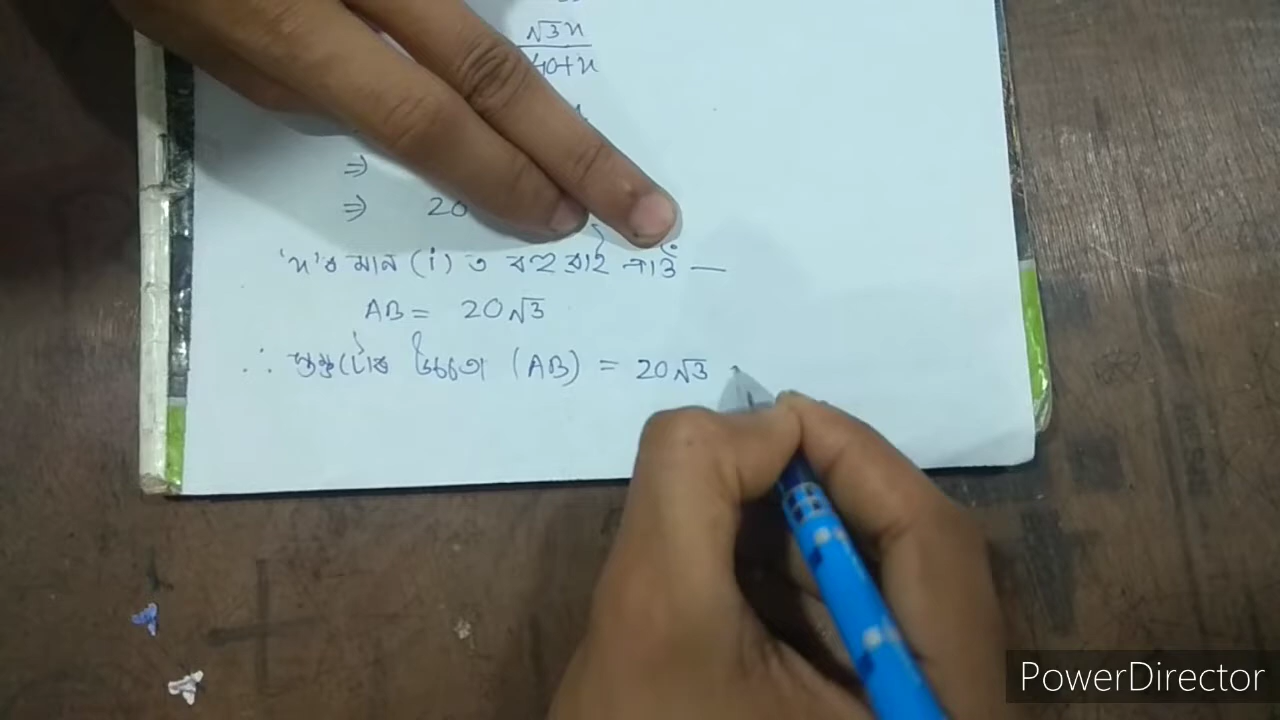 √3x
40+x
⇒
⇒ 20
'x'ৰ মান (i) ত বহুৱাই পাওঁ —
AB = 20√3
∴ স্তম্ভটোৰ উচ্চতা (AB) = 20√3
PowerDirector